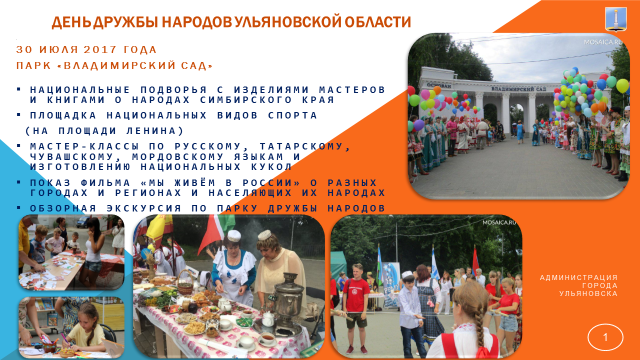 ДЕНЬ ДРУЖБЫ НАРОДОВ УЛЬЯНОВСКОЙ ОБЛАСТИ
30 ИЮЛЯ 2017 ГОДА
ПАРК «ВЛАДИМИРСКИЙ САД»
▪ НАЦИОНАЛЬНЫЕ ПОДВОРЬЯ С ИЗДЕЛИЯМИ МАСТЕРОВ
И КНИГАМИ О НАРОДАХ СИМБИРСКОГО КРАЯ
▪ ПЛОЩАДКА НАЦИОНАЛЬНЫХ ВИДОВ СПОРТА
(НА ПЛОЩАДИ ЛЕНИНА)
▪ МАСТЕР-КЛАССЫ ПО РУССКОМУ, ТАТАРСКОМУ,
ЧУВАШСКОМУ, МОРДОВСКОМУ ЯЗЫКАМ И
ИЗГОТОВЛЕНИЮ НАЦИОНАЛЬНЫХ КУКОЛ
▪ ПОКАЗ ФИЛЬМА «МЫ ЖИВЁМ В РОССИИ» О РАЗНЫХ
ГОРОДАХ И РЕГИОНАХ И НАСЕЛЯЮЩИХ ИХ НАРОДАХ
▪ ОБЗОРНАЯ ЭКСКУРСИЯ ПО ПАРКУ ДРУЖБЫ НАРОДОВ
MOSAICA.RU
ВЛАДИМИРСКИЙ САД
MOSAICA.RU
АДМИНИСТРАЦИЯ
ГОРОДА
УЛЬЯНОВСКА
1